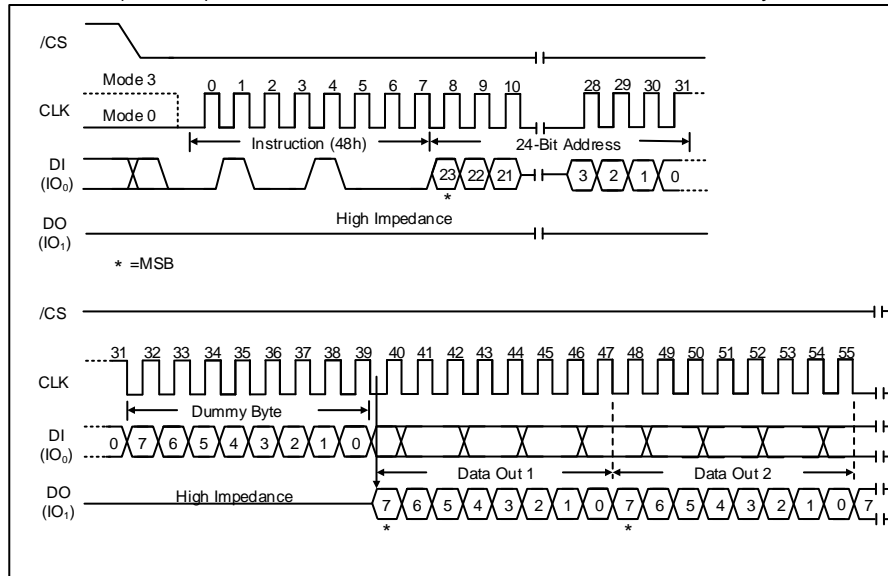 /CS
Mode 3
0 1 2 3 4 5 6 7 8 9 10 28 29 30 31
CLK
Mode 0
Instruction (48h) 24-Bit Address
DI
(IO0)
23 22 21 3 2 1 0
*
DO
(IO1)
High Impedance
* =MSB
/CS
31 32 33 34 35 36 37 38 39 40 41 42 43 44 45 46 47 48 49 50 51 52 53 54 55
CLK
Dummy Byte
DI
(IO0)
0 7 6 5 4 3 2 1 0
Data Out 1 Data Out 2
DO
(IO1)
High Impedance
7 6 5 4 3 2 1 0 7 6 5 4 3 2 1 0 7
* *